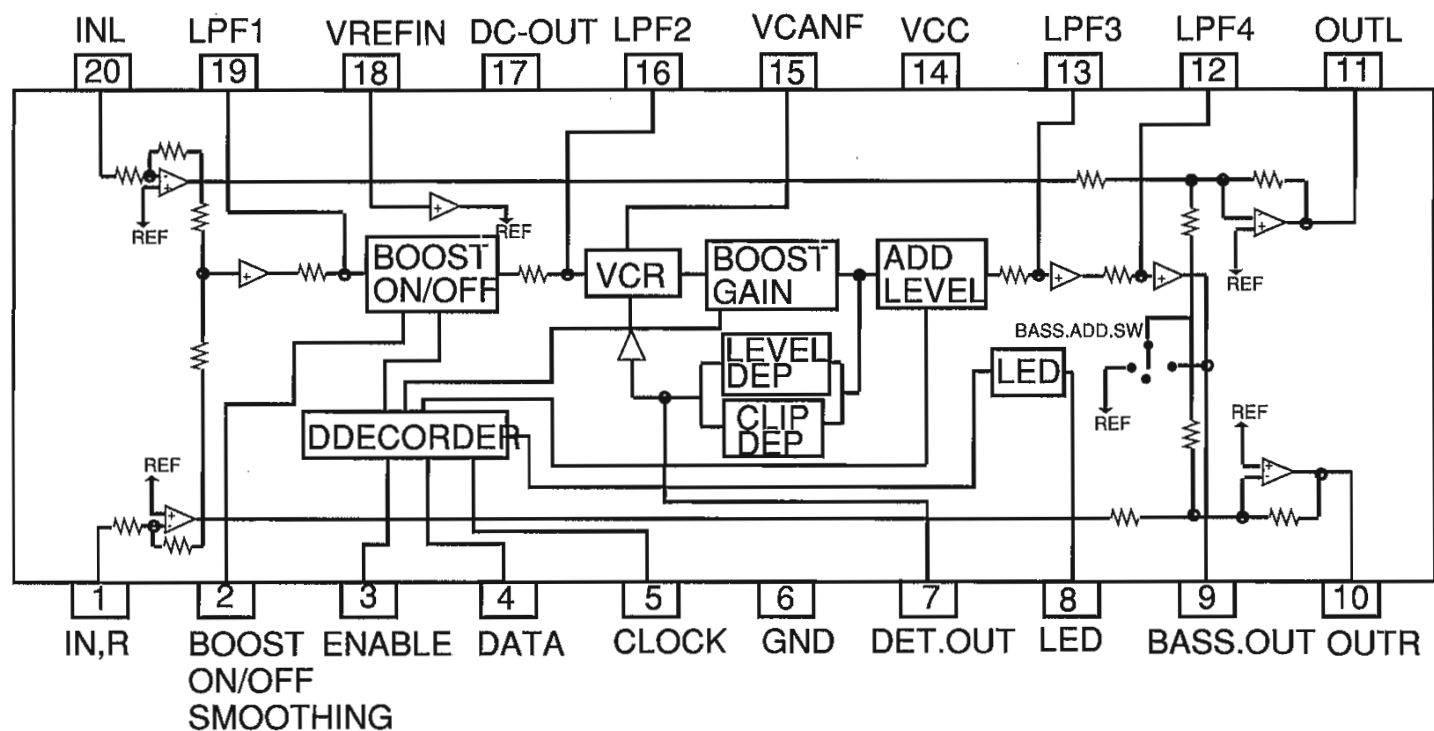 INL LPF1 VREFIN DC-OUT LPF2 VCANF VCC LPF3 LPF4 OUTL
20 19 18 17 16 15 14 13 12 11
REF
REF
REF
BOOST
ON/OFF
VCR
BOOST
GAIN
ADD
LEVEL
BASS.ADD.SW
LEVEL
DEP
LED
CLIP
DEP
DDECORDER
REF
REF
REF
1 2 3 4 5 6 7 8 9 10
IN,R BOOST ENABLE DATA CLOCK GND DET.OUT LED BASS.OUT OUTR
ON/OFF
SMOOTHING